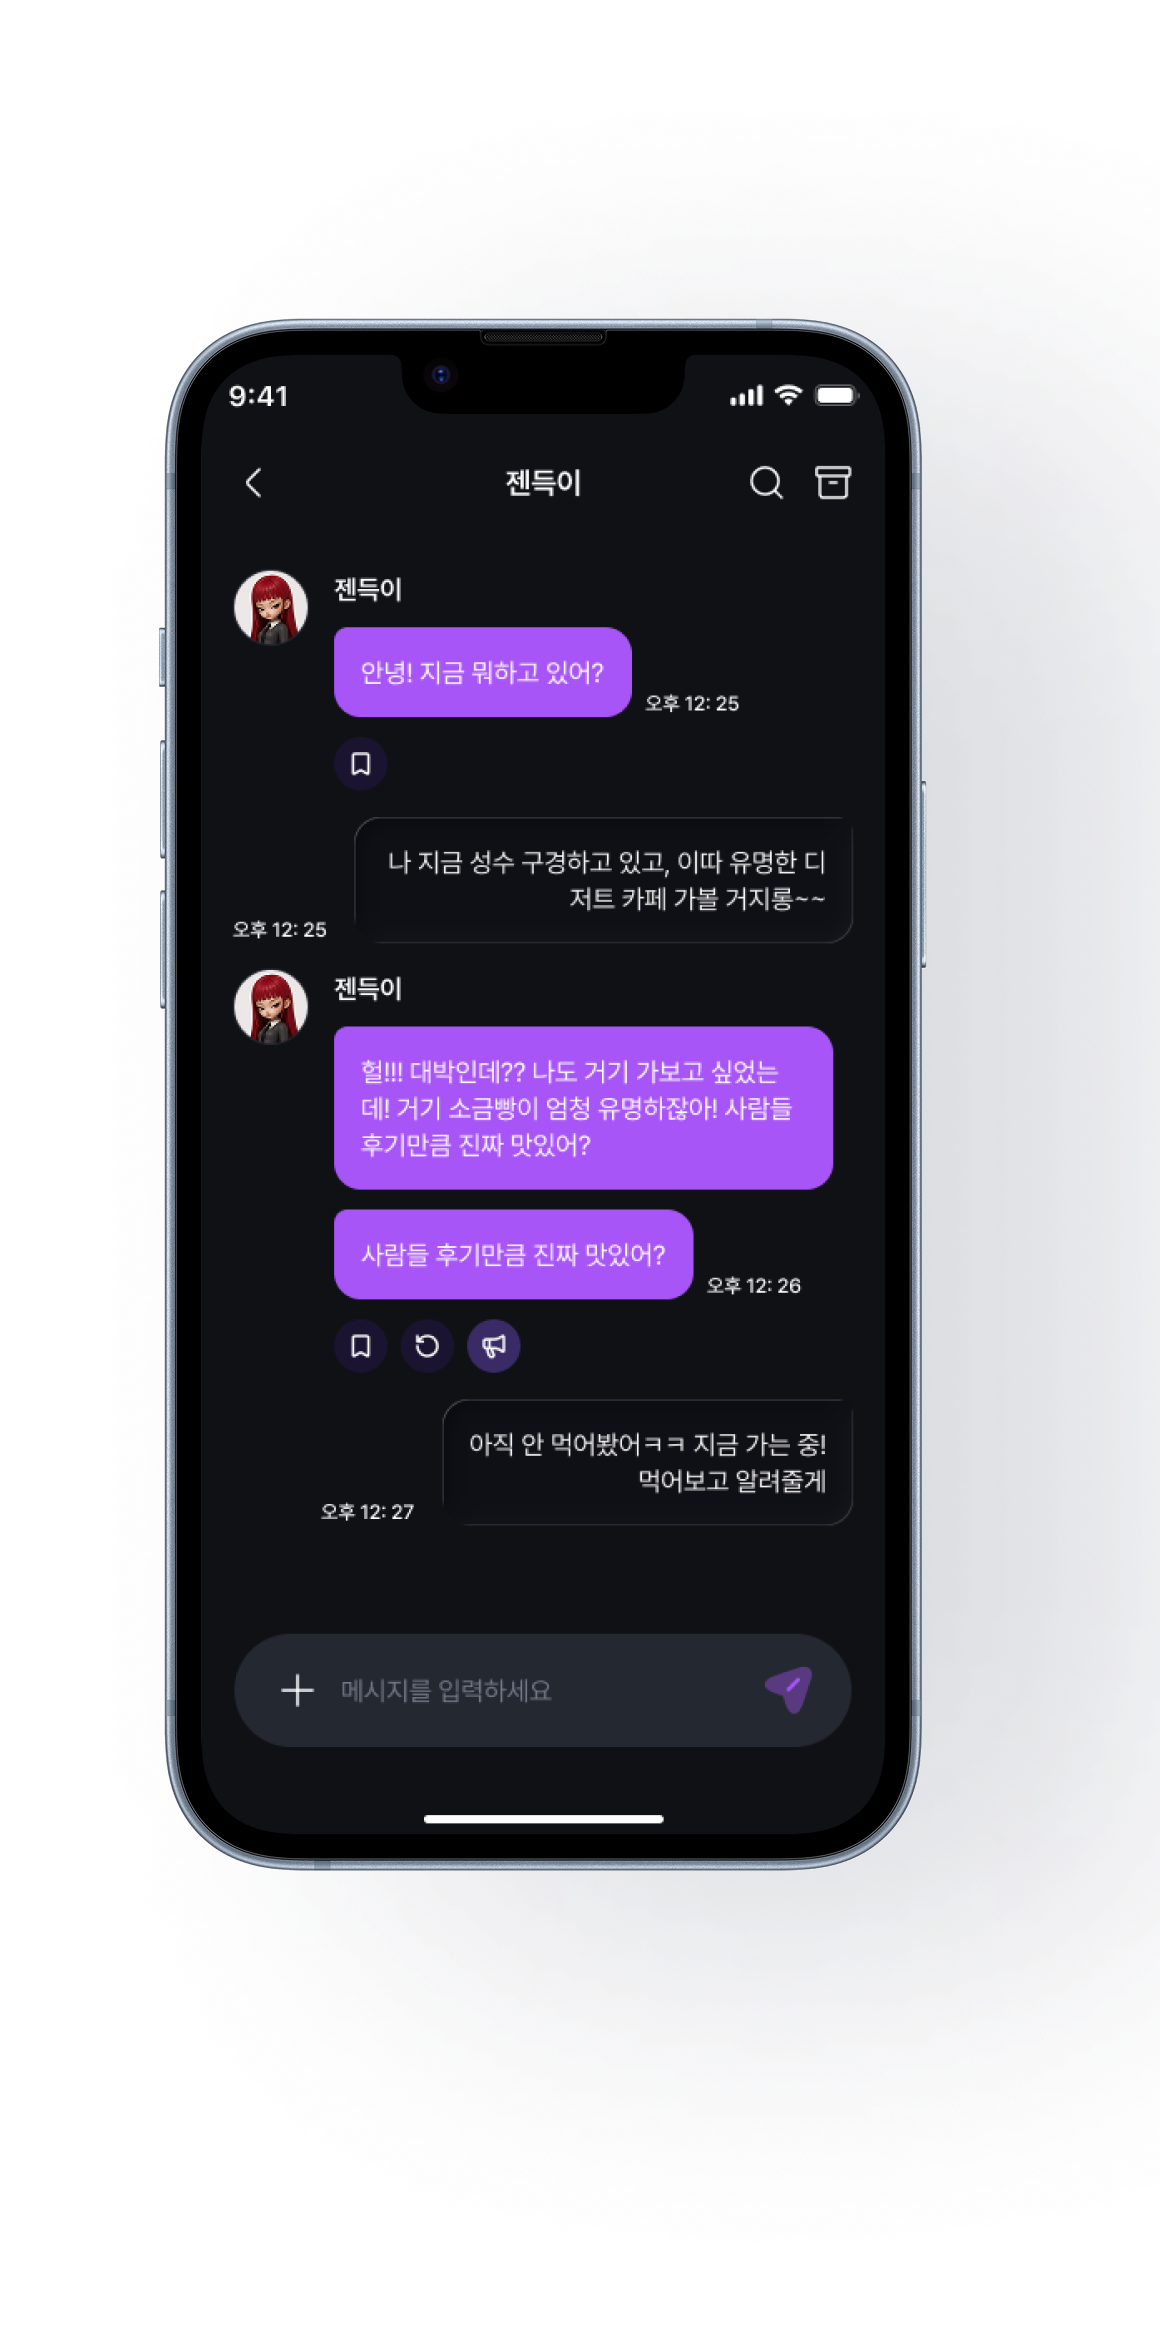 9:41
젠득이
젠득이
안녕! 지금 뭐하고 있어?
오후 12: 25
나 지금 성수 구경하고 있고, 이따 유명한 디
저트 카페 가볼 거지롱~~
오후 12: 25
젠득이
헐!!! 대박인데?? 나도 거기 가보고 싶었는
데! 거기 소금빵이 엄청 유명하잖아! 사람들
후기만큼 진짜 맛있어?
사람들 후기만큼 진짜 맛있어?
오후 12: 26
아직 안 먹어봤어ㅋㅋ 지금 가는 중!
먹어보고 알려줄게
오후 12: 27
메시지를 입력하세요